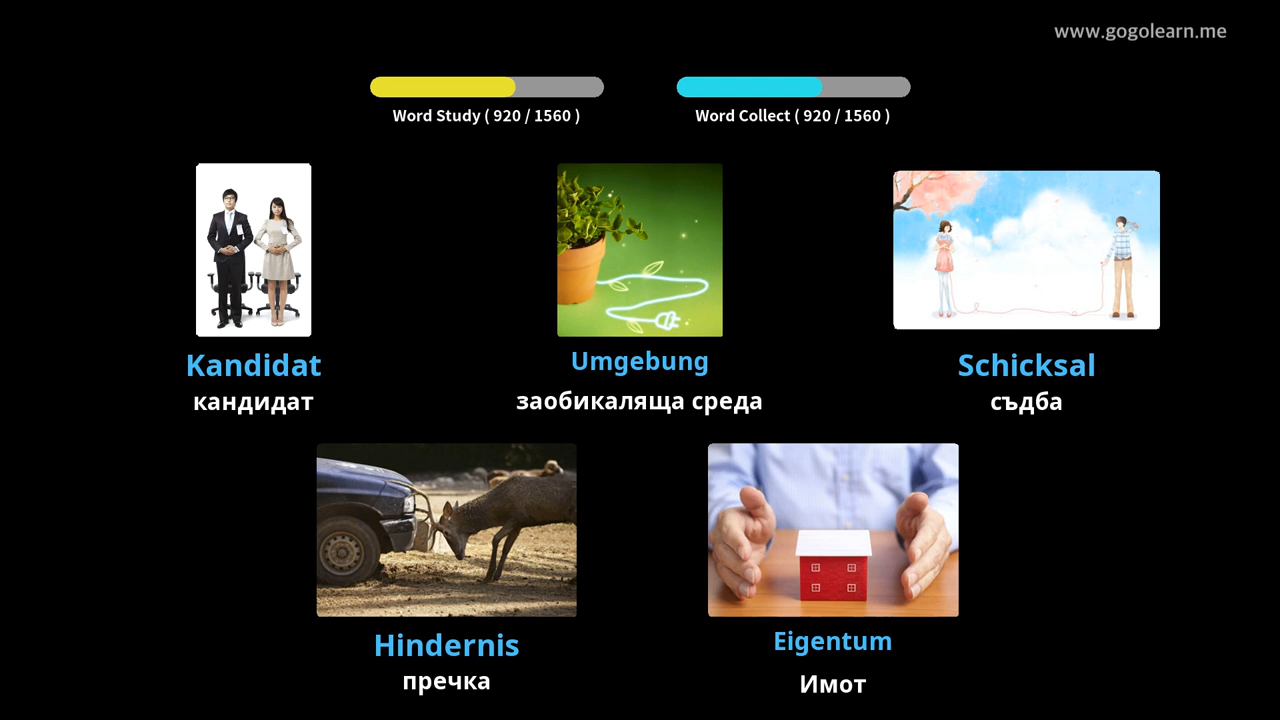 www.gogolearn.me
Word Study ( 920 / 1560 )
Word Collect ( 920 / 1560 )
Kandidat
кандидат
Umgebung
заобикаляща среда
Schicksal
съдба
Hindernis
пречка
Eigentum
Имот